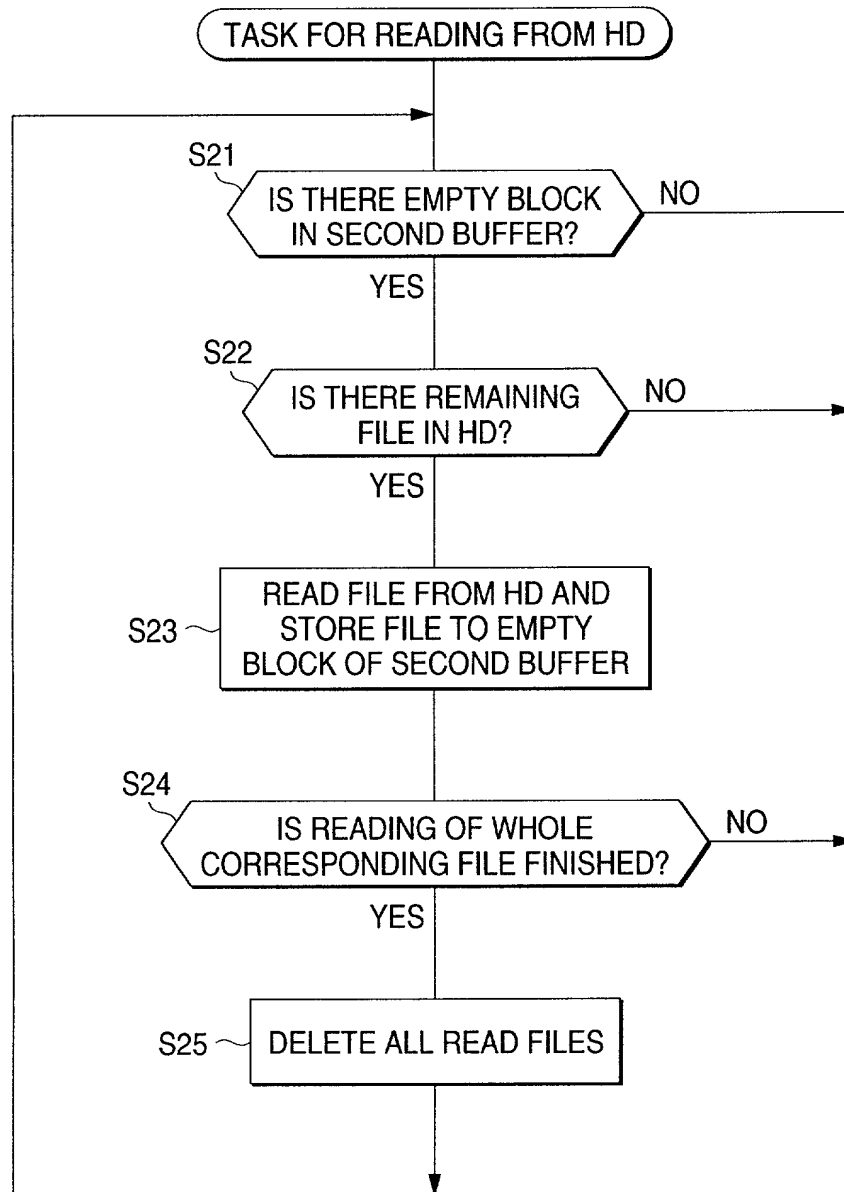 TASK FOR READING FROM HD
S21
IS THERE EMPTY BLOCK
IN SECOND BUFFER?
NO
YES
S22
IS THERE REMAINING
FILE IN HD?
NO
YES
S23
READ FILE FROM HD AND
STORE FILE TO EMPTY
BLOCK OF SECOND BUFFER
S24
IS READING OF WHOLE
CORRESPONDING FILE FINISHED?
NO
YES
S25
DELETE ALL READ FILES